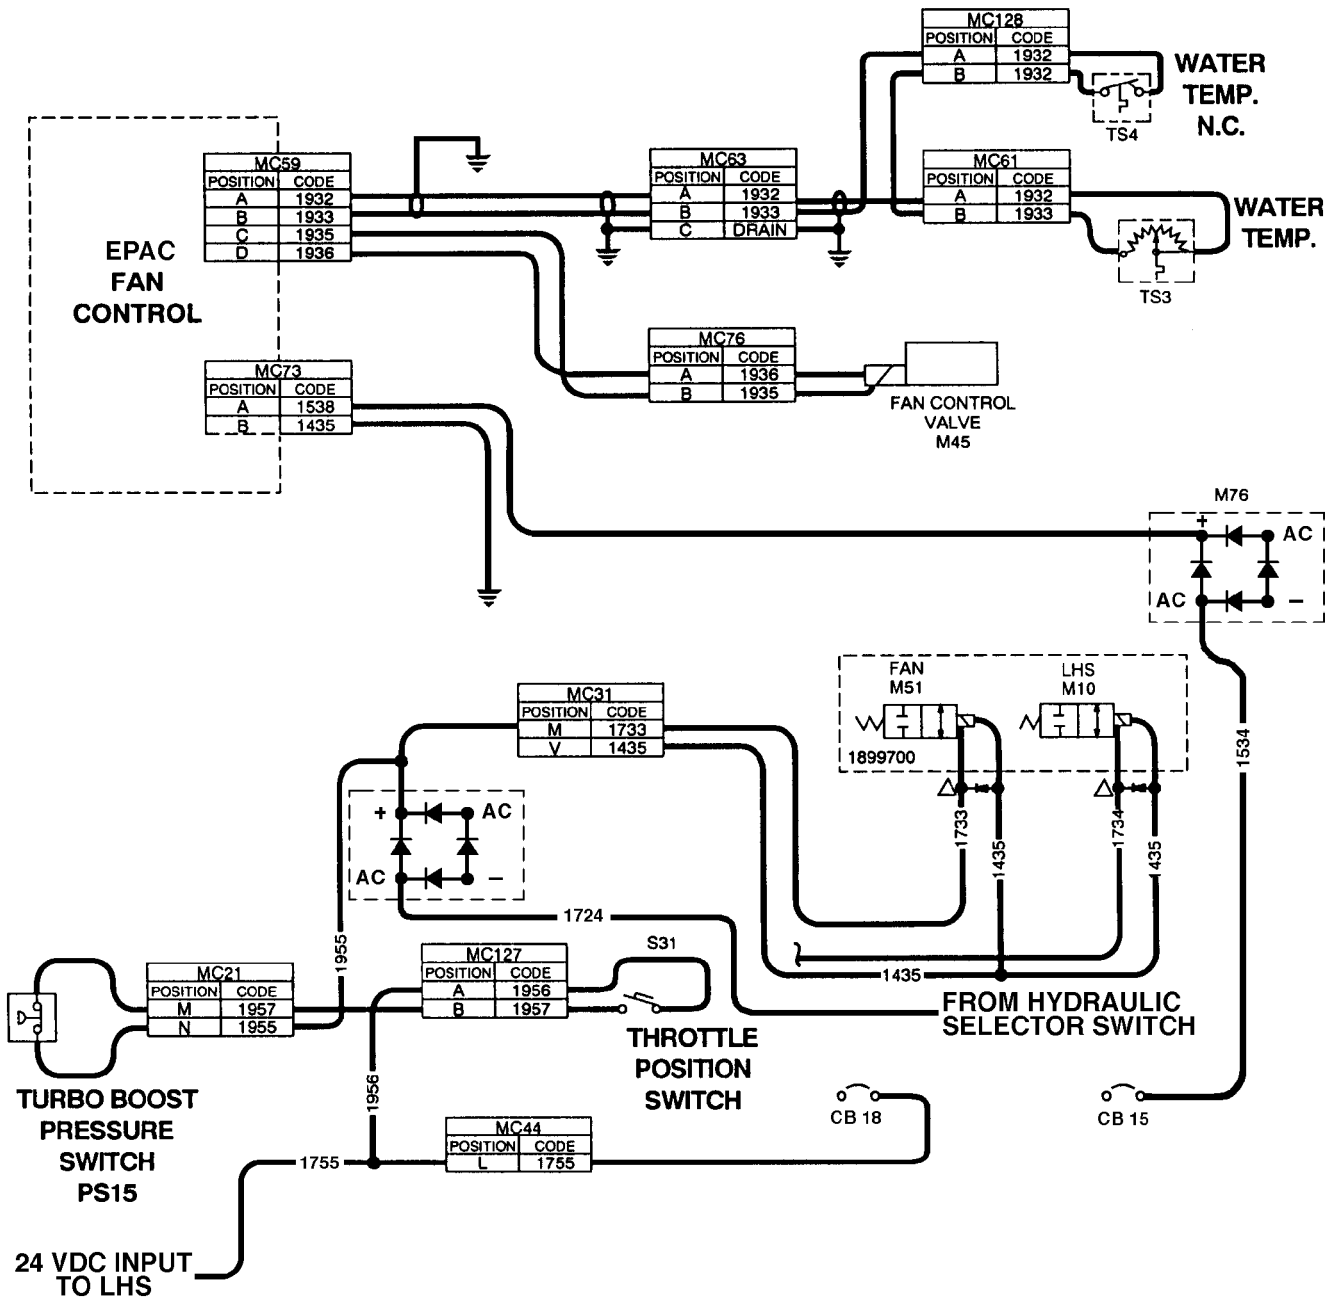 MC128
POSITION CODE
A 1932
B 1932
WATER
TEMP.
N.C.
TS4
MC59
POSITION CODE
A 1932
B 1933
C 1935
D 1936
MC63
POSITION CODE
A 1932
B 1933
C DRAIN
MC61
POSITION CODE
A 1932
B 1933
WATER
TEMP.
TS3
EPAC
FAN
CONTROL
MC76
POSITION CODE
A 1936
B 1935
FAN CONTROL
VALVE
M45
MC73
POSITION CODE
A 1538
B 1435
M76
+ AC
AC −
1534
FAN
M51
LHS
M10
1899700
MC31
POSITION CODE
M 1733
V 1435
1733
1435
1734
1435
+ AC
AC −
1724
1955
S31
MC127
POSITION CODE
A 1956
B 1957
1435
MC21
POSITION CODE
M 1957
N 1955
FROM HYDRAULIC
SELECTOR SWITCH
THROTTLE
POSITION
SWITCH
TURBO BOOST
PRESSURE
SWITCH
PS15
1956
CB 18
CB 15
MC44
POSITION CODE
L 1755
1755
24 VDC INPUT
TO LHS